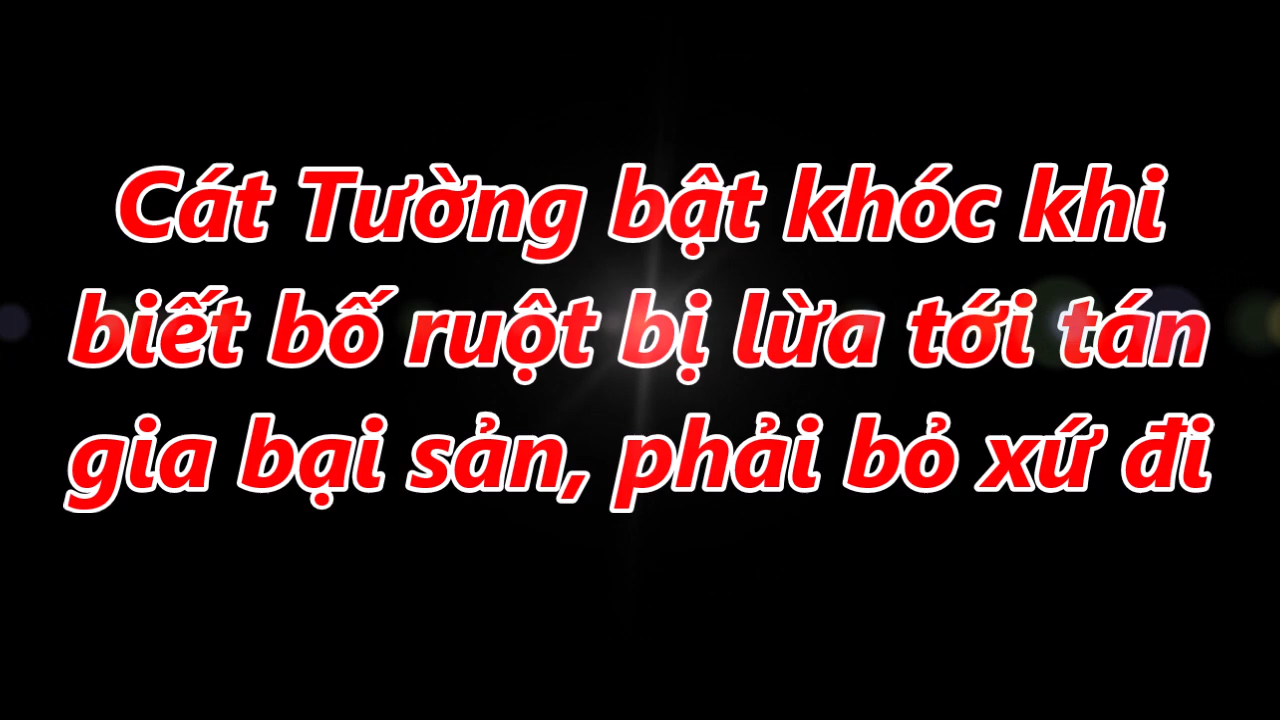 Cát Tường bật khóc khi
biết bố ruột bị lừa tới tán
gia bại sản, phải bỏ xứ đi